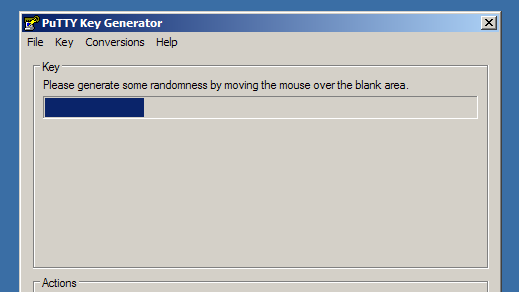 PuTTY Key Generator
File Key Conversions Help
Key
Please generate some randomness by moving the mouse over the blank area.
Actions